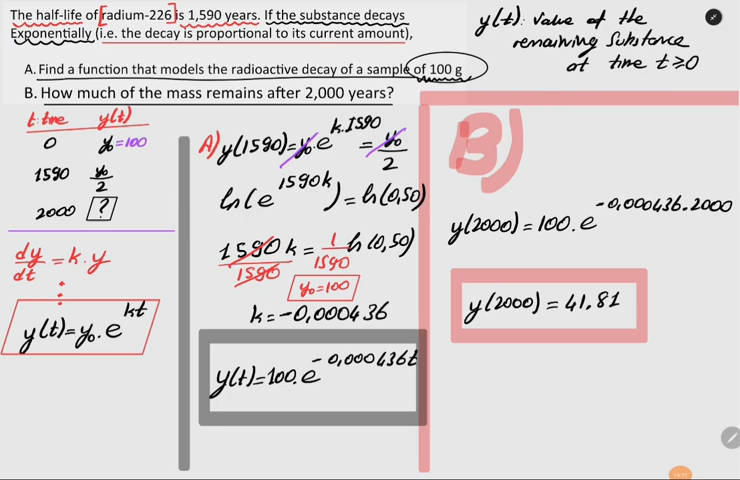 The half-life of [radium-226] is 1,590 years. If the substance decays
Exponentially (i.e. the decay is proportional to its current amount),
A. Find a function that models the radioactive decay of a sample of 100 g
B. How much of the mass remains after 2,000 years?
y(t): value of the
remaining substance
at time t≥0
t: time y(t)
0 y₀=100
1590 y₀/2
2000 ?
dy/dt = k.y
⋮
y(t)=y₀.e^kt
A) y(1590)=y₀.e^k.1590 = y₀/2
ln(e^1590k)=ln(0,50)
1590k/1590 = 1/1590 ln(0,50)
y₀=100
k=-0,000436
y(t)=100.e^-0,000436t
B)
y(2000)=100.e^-0,000436.2000
y(2000)=41,81